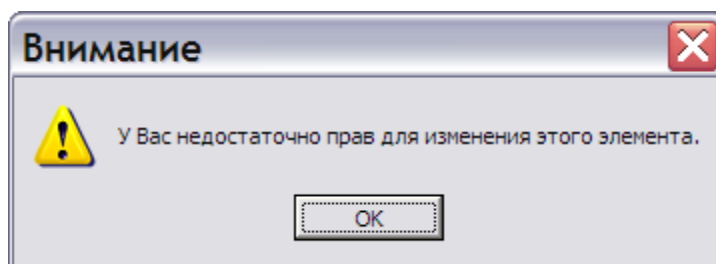 Внимание
У Вас недостаточно прав для изменения этого элемента.
OK